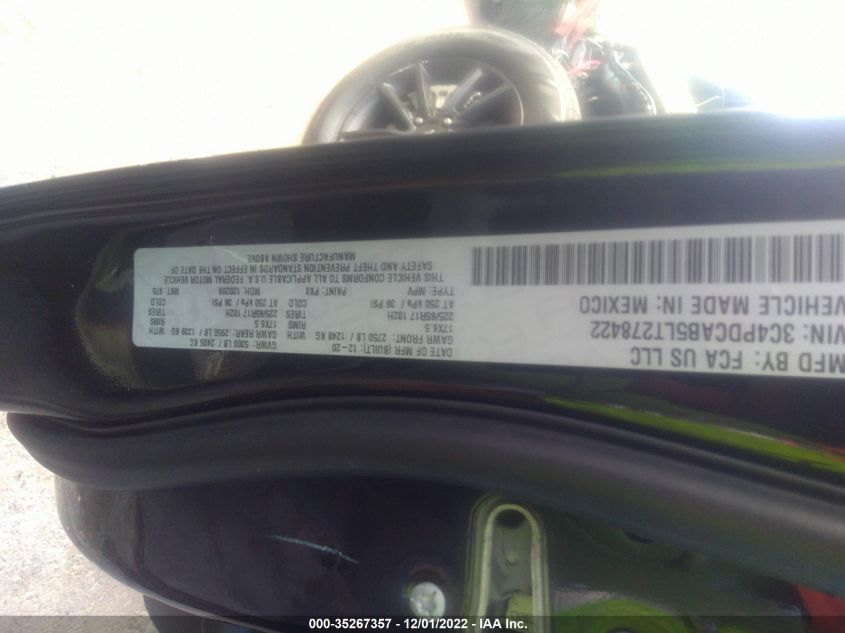 MFD BY: FCA US LLC
VIN: 3C4PDCAB5LT278422
VEHICLE MADE IN: MEXICO
DATE OF MFR (BUILT): 12-20
GVWR: 5300 LB / 2405 KG
GAWR FRONT: 2750 LB / 1248 KG WITH
GAWR REAR: 2950 LB / 1339 KG WITH
17X6.5 RIMS
17X6.5 RIMS
225/65R17 102H TIRES
225/65R17 102H TIRES
AT 250 kPa / 36 PSI COLD
AT 250 kPa / 36 PSI COLD
TYPE: MPV PAINT: PX8 MDH: 120209 MKT: 875
THIS VEHICLE CONFORMS TO ALL APPLICABLE U.S.A. FEDERAL MOTOR VEHICLE
SAFETY AND THEFT PREVENTION STANDARDS IN EFFECT ON THE DATE OF
MANUFACTURE SHOWN ABOVE
000-35267357 - 12/01/2022 - IAA Inc.